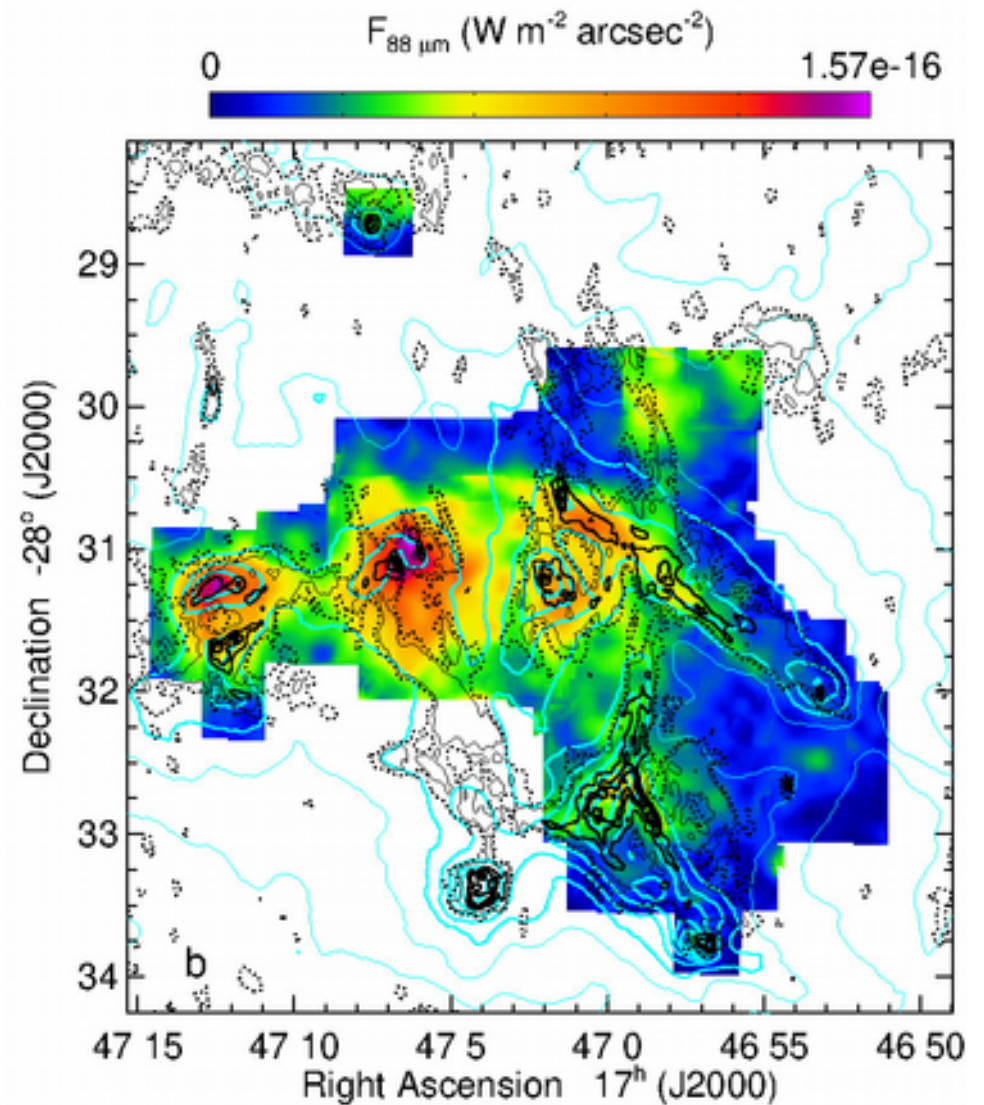 F88 μm (W m-2 arcsec-2)
0 1.57e-16
29
30
31
32
33
34
b
47 15 47 10 47 5 47 0 46 55 46 50
Right Ascension 17h (J2000)
Declination -28° (J2000)